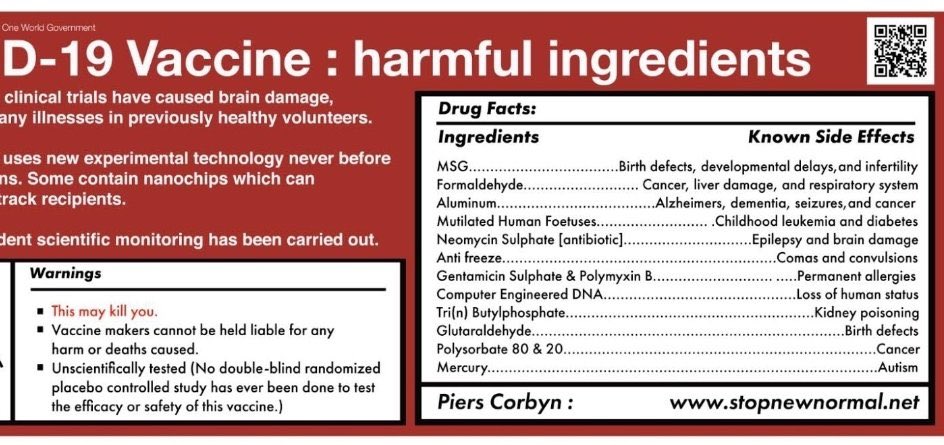 One World Government
D-19 Vaccine : harmful ingredients
clinical trials have caused brain damage,
any illnesses in previously healthy volunteers.
uses new experimental technology never before
ns. Some contain nanochips which can
track recipients.
dent scientific monitoring has been carried out.
Warnings
▪ This may kill you.
▪ Vaccine makers cannot be held liable for any
harm or deaths caused.
▪ Unscientifically tested (No double-blind randomized
placebo controlled study has ever been done to test
the efficacy or safety of this vaccine.)
Drug Facts:
Ingredients Known Side Effects
MSG..............................Birth defects, developmental delays,and infertility
Formaldehyde....................... Cancer, liver damage, and respiratory system
Aluminum................................Alzheimers, dementia, seizures,and cancer
Mutilated Human Foetuses...................... .Childhood leukemia and diabetes
Neomycin Sulphate [antibiotic]..........................Epilepsy and brain damage
Anti freeze.......................................................Comas and convulsions
Gentamicin Sulphate & Polymyxin B......................... .....Permanent allergies
Computer Engineered DNA.......................................Loss of human status
Tri(n) Butylphosphate..................................................Kidney poisoning
Glutaraldehyde...............................................................Birth defects
Polysorbate 80 & 20...............................................................Cancer
Mercury...............................................................................Autism
Piers Corbyn : www.stopnewnormal.net